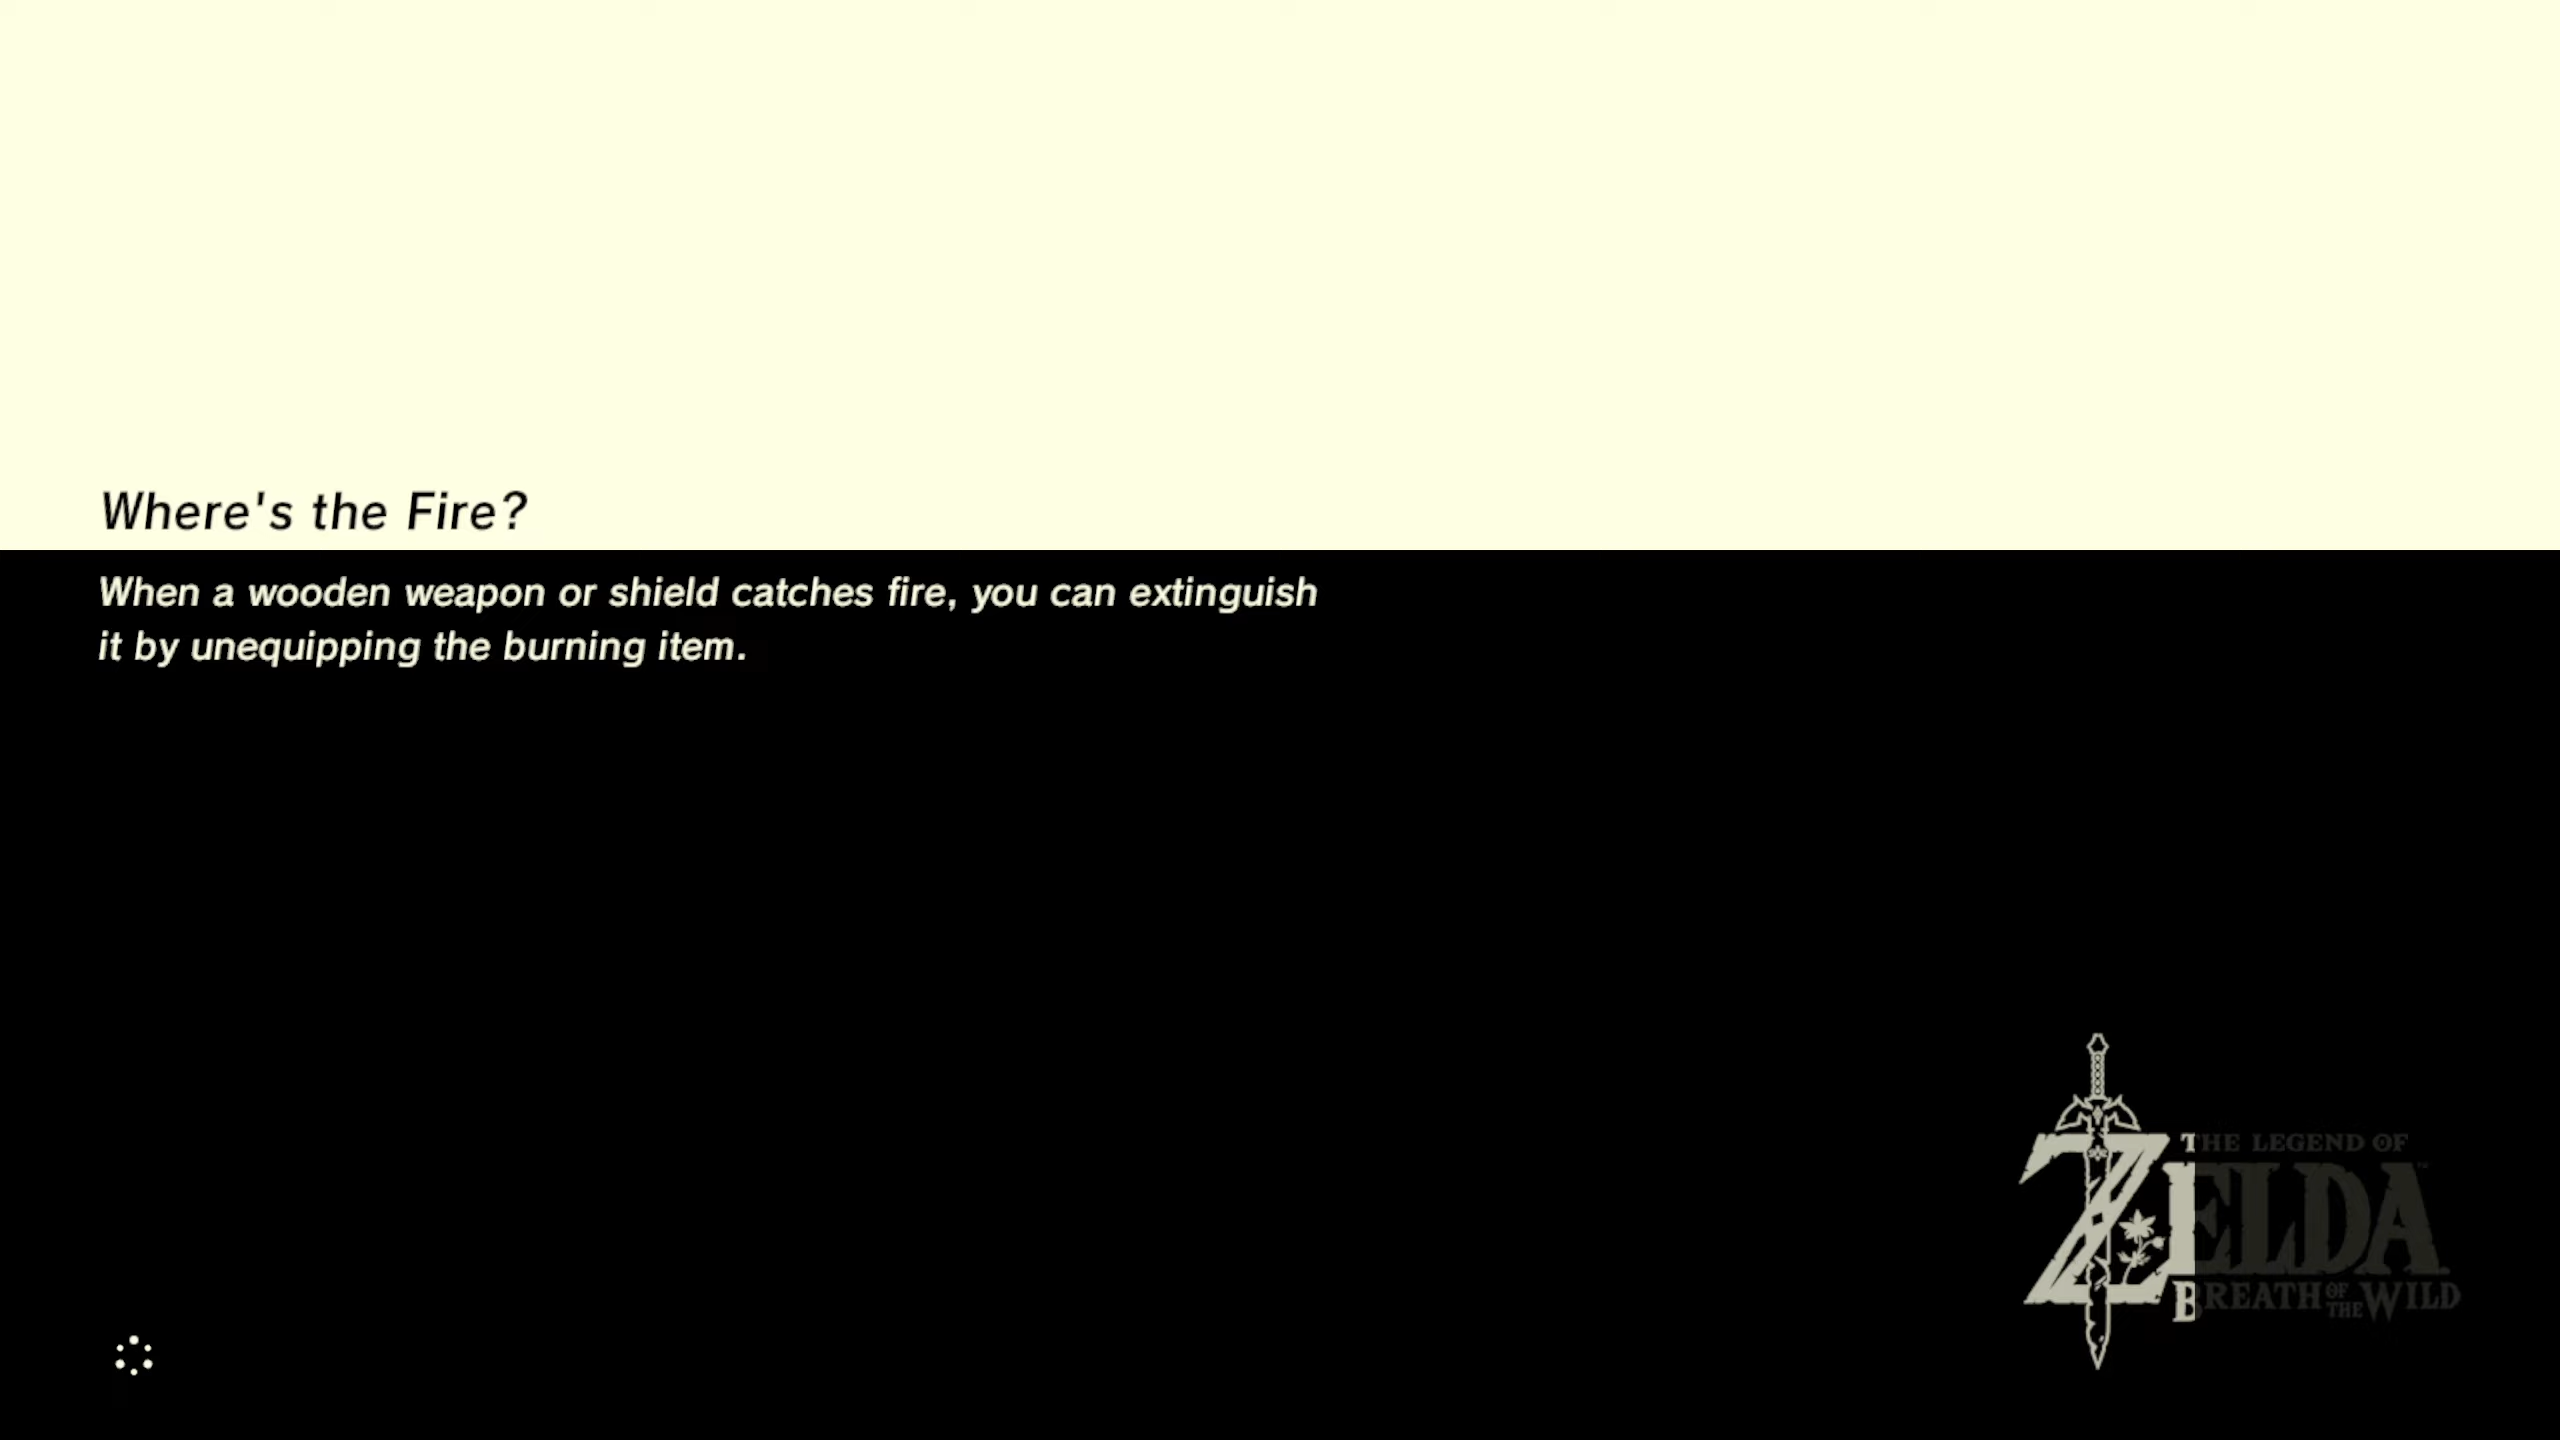 Where's the Fire?
When a wooden weapon or shield catches fire, you can extinguish
it by unequipping the burning item.
THE LEGEND OF
ZELDA™
BREATH OF THE WILD